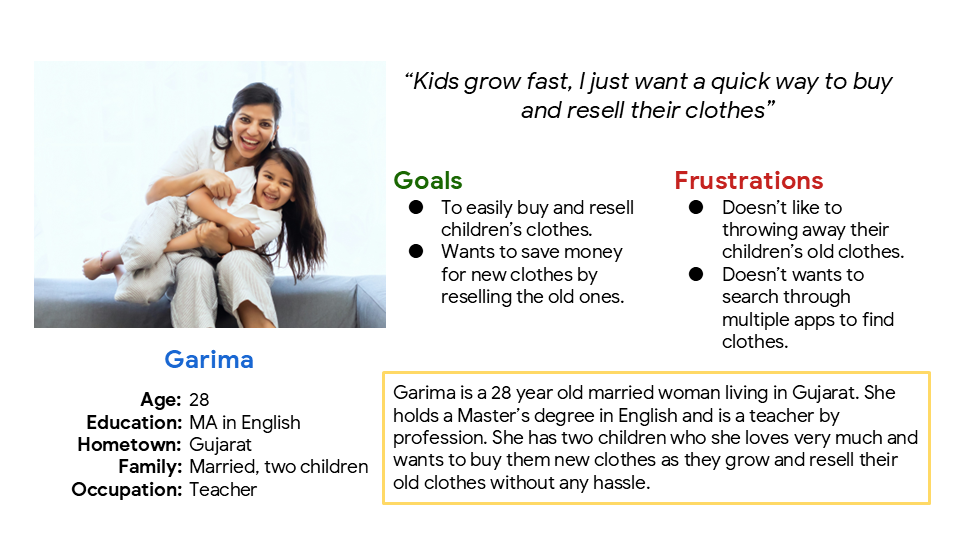 “Kids grow fast, I just want a quick way to buy
and resell their clothes”
Goals
● To easily buy and resell
children’s clothes.
● Wants to save money
for new clothes by
reselling the old ones.
Frustrations
● Doesn’t like to
throwing away their
children’s old clothes.
● Doesn’t wants to
search through
multiple apps to find
clothes.
Garima
Age: 28
Education: MA in English
Hometown: Gujarat
Family: Married, two children
Occupation: Teacher
Garima is a 28 year old married woman living in Gujarat. She
holds a Master’s degree in English and is a teacher by
profession. She has two children who she loves very much and
wants to buy them new clothes as they grow and resell their
old clothes without any hassle.